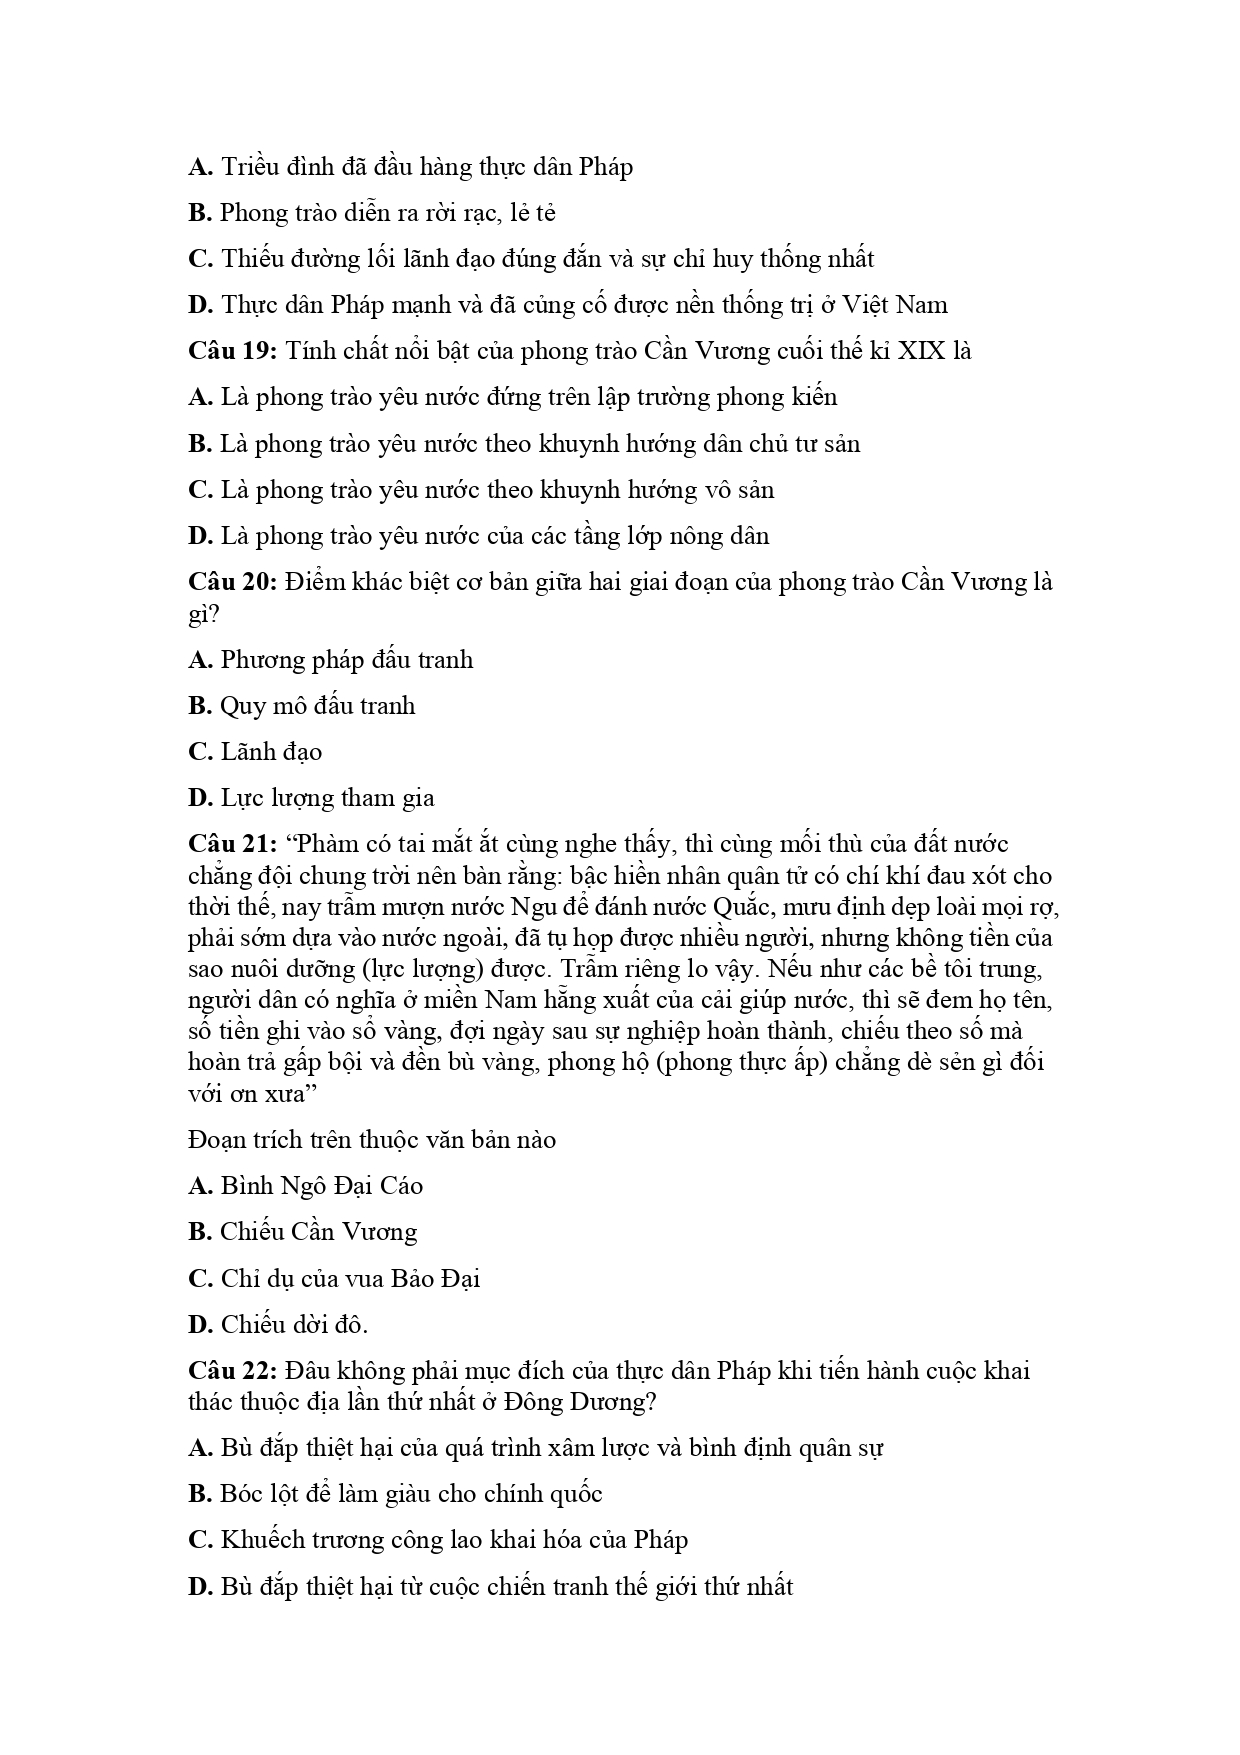 A. Triều đình đã đầu hàng thực dân Pháp
B. Phong trào diễn ra rời rạc, lẻ tẻ
C. Thiếu đường lối lãnh đạo đúng đắn và sự chỉ huy thống nhất
D. Thực dân Pháp mạnh và đã củng cố được nền thống trị ở Việt Nam
Câu 19: Tính chất nổi bật của phong trào Cần Vương cuối thế kỉ XIX là
A. Là phong trào yêu nước đứng trên lập trường phong kiến
B. Là phong trào yêu nước theo khuynh hướng dân chủ tư sản
C. Là phong trào yêu nước theo khuynh hướng vô sản
D. Là phong trào yêu nước của các tầng lớp nông dân
Câu 20: Điểm khác biệt cơ bản giữa hai giai đoạn của phong trào Cần Vương là
gì?
A. Phương pháp đấu tranh
B. Quy mô đấu tranh
C. Lãnh đạo
D. Lực lượng tham gia
Câu 21: “Phàm có tai mắt ắt cùng nghe thấy, thì cùng mối thù của đất nước
chẳng đội chung trời nên bàn rằng: bậc hiền nhân quân tử có chí khí đau xót cho
thời thế, nay trẫm mượn nước Ngu để đánh nước Quắc, mưu định dẹp loài mọi rợ,
phải sớm dựa vào nước ngoài, đã tụ họp được nhiều người, nhưng không tiền của
sao nuôi dưỡng (lực lượng) được. Trẫm riêng lo vậy. Nếu như các bề tôi trung,
người dân có nghĩa ở miền Nam hằng xuất của cải giúp nước, thì sẽ đem họ tên,
số tiền ghi vào sổ vàng, đợi ngày sau sự nghiệp hoàn thành, chiếu theo số mà
hoàn trả gấp bội và đền bù vàng, phong hộ (phong thực ấp) chẳng dè sẻn gì đối
với ơn xưa”
Đoạn trích trên thuộc văn bản nào
A. Bình Ngô Đại Cáo
B. Chiếu Cần Vương
C. Chỉ dụ của vua Bảo Đại
D. Chiếu dời đô.
Câu 22: Đâu không phải mục đích của thực dân Pháp khi tiến hành cuộc khai
thác thuộc địa lần thứ nhất ở Đông Dương?
A. Bù đắp thiệt hại của quá trình xâm lược và bình định quân sự
B. Bóc lột để làm giàu cho chính quốc
C. Khuếch trương công lao khai hóa của Pháp
D. Bù đắp thiệt hại từ cuộc chiến tranh thế giới thứ nhất